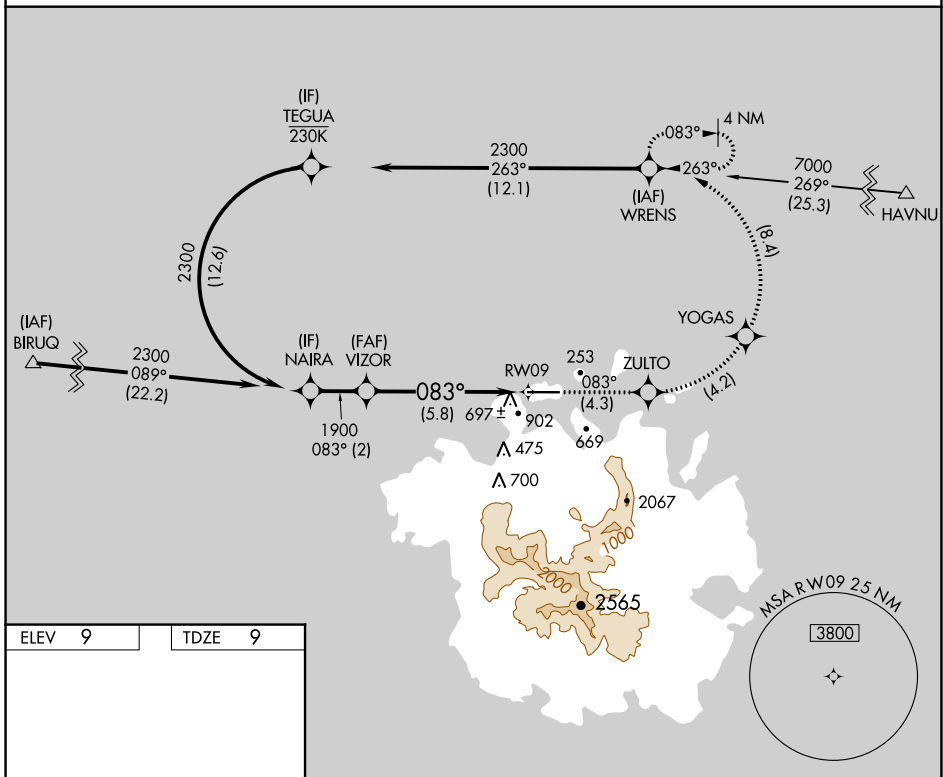 (IF)
TEGUA
230K
083°
4 NM
2300
263°
(12.1)
263°
7000
269°
(25.3)
HAVNU
(IAF)
WRENS
2300
(12.6)
(8.4)
(IAF)
BIRUQ
2300
089°
(22.2)
(IF)
NAIRA
(FAF)
VIZOR
YOGAS
ZULTO
RW09
253
083°
(4.3)
(4.2)
083°
(5.8)
1900
083° (2)
697 ±
902
669
475
700
2067
1000
2000
2565
MSA RW09 25 NM
3800
ELEV 9
TDZE 9